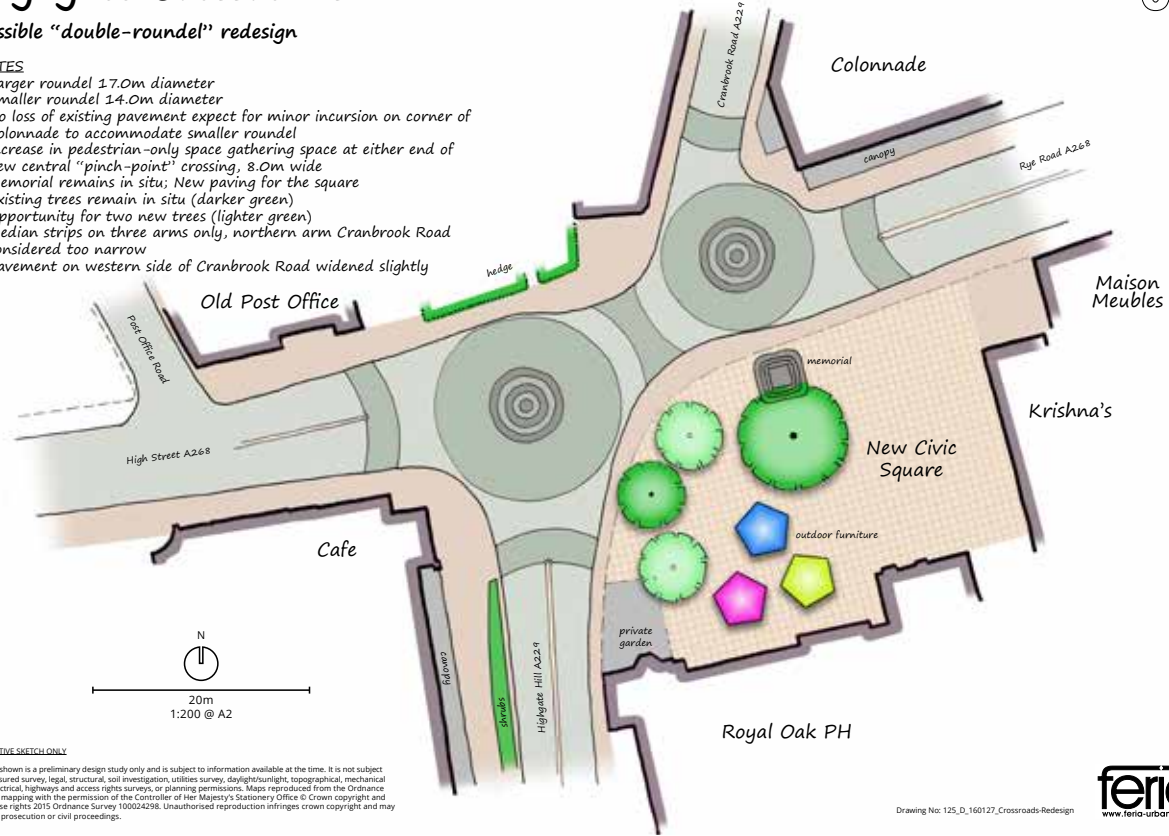 ssible “double-roundel” redesign
TES
arger roundel 17.0m diameter
maller roundel 14.0m diameter
o loss of existing pavement expect for minor incursion on corner of
olonnade to accommodate smaller roundel
crease in pedestrian-only space gathering space at either end of
ew central “pinch-point” crossing, 8.0m wide
emorial remains in situ; New paving for the square
xisting trees remain in situ (darker green)
pportunity for two new trees (lighter green)
edian strips on three arms only, northern arm Cranbrook Road
onsidered too narrow
avement on western side of Cranbrook Road widened slightly
Cranbrook Road A229
Colonnade
canopy
Rye Road A268
hedge
Old Post Office
Maison
Meubles
Post Office Road
memorial
Krishna’s
New Civic
Square
High Street A268
outdoor furniture
Cafe
private
garden
canopy
shrubs
Highgate Hill A229
N
20m
1:200 @ A2
Royal Oak PH
TIVE SKETCH ONLY
shown is a preliminary design study only and is subject to information available at the time. It is not subject
sured survey, legal, structural, soil investigation, utilities survey, daylight/sunlight, topographical, mechanical
ctrical, highways and access rights surveys, or planning permissions. Maps reproduced from the Ordnance
mapping with the permission of the Controller of Her Majesty’s Stationery Office © Crown copyright and
se rights 2015 Ordnance Survey 100024298. Unauthorised reproduction infringes crown copyright and may
prosecution or civil proceedings.
Drawing No: 125_D_160127_Crossroads-Redesign
feria
www.feria-urban